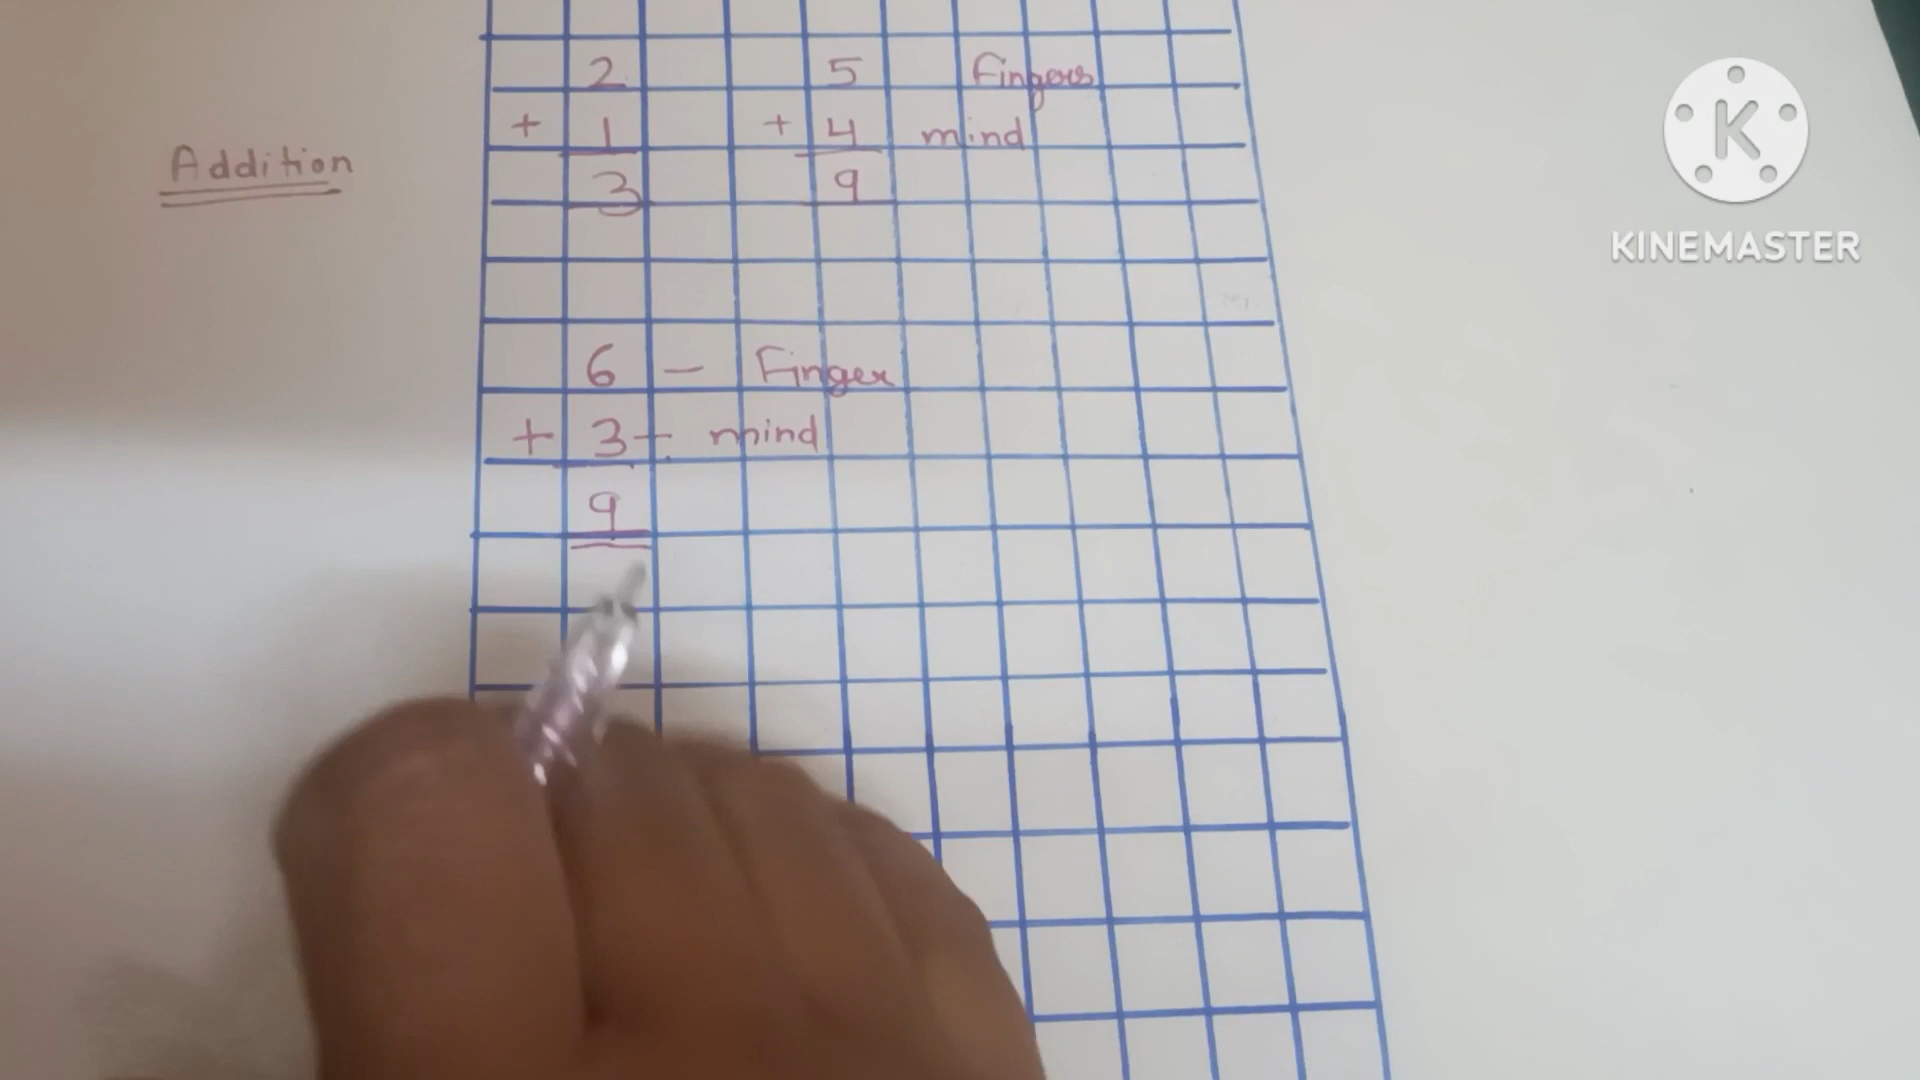 Addition
2 5 Fingers
+ 1 + 4 mind
3 9
6 - Finger
+ 3 - mind
9
K
KINEMASTER